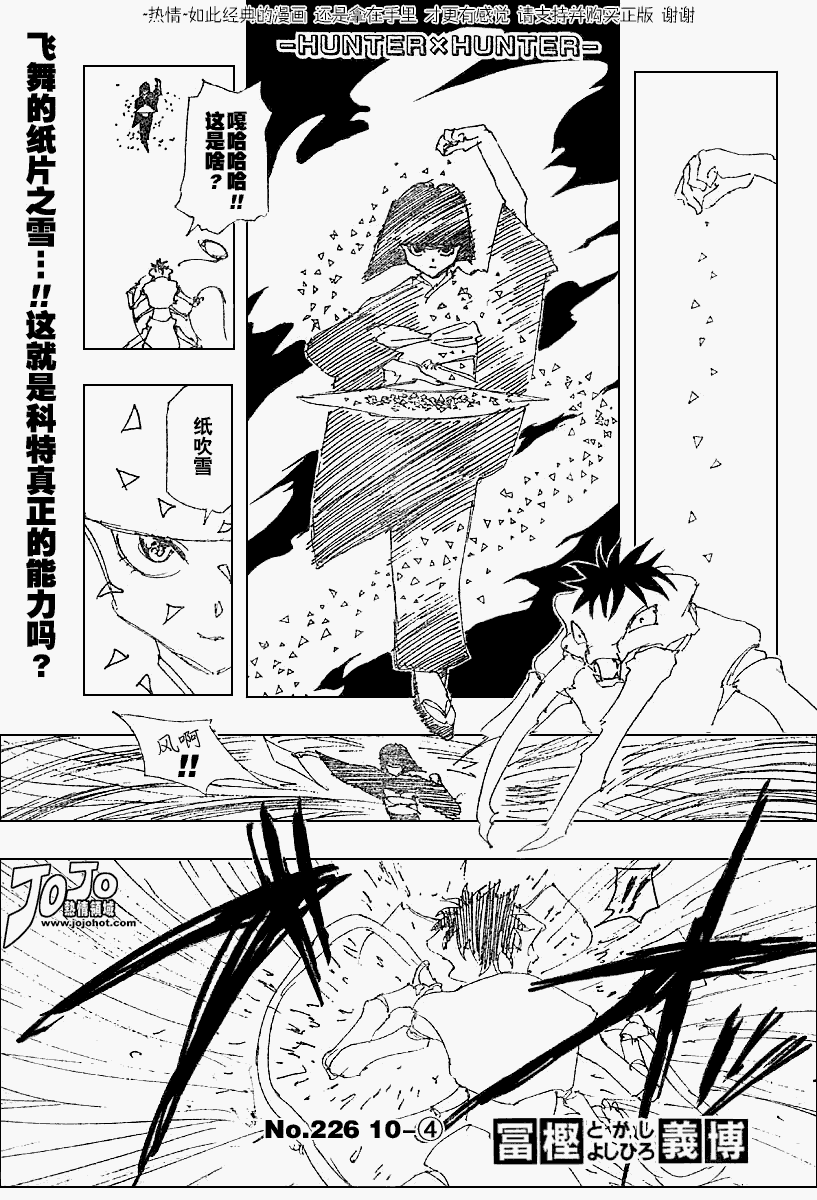 -热情-如此经典的漫画 还是拿在手里 才更有感觉 请支持并购买正版 谢谢
-HUNTER×HUNTER-
飞舞的纸片之雪…!!这就是科特真正的能力吗?
嘎哈哈哈!!
这是啥?
纸吹雪
风啊
!!
!!
JOJO
熱情領域
www.jojohot.com
No.226 10-④
冨樫義博
とがし
よしひろ